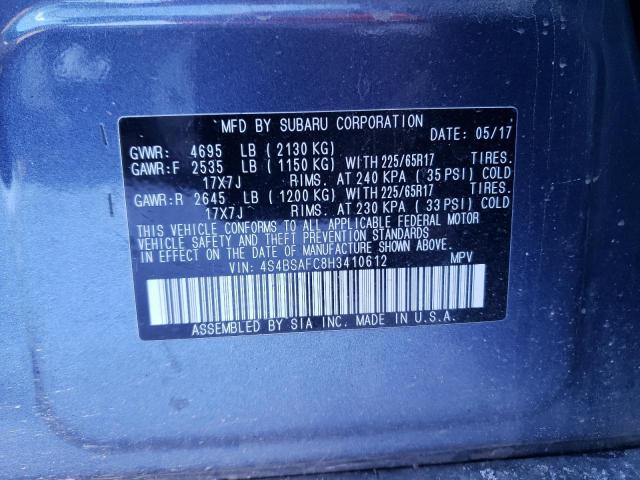 MFD BY SUBARU CORPORATION
DATE: 05/17
GVWR: 4695 LB (2130 KG)
GAWR:F 2535 LB (1150 KG) WITH 225/65R17 TIRES.
17X7J RIMS. AT 240 KPA (35 PSI) COLD
GAWR:R 2645 LB (1200 KG) WITH 225/65R17 TIRES.
17X7J RIMS. AT 230 KPA (33 PSI) COLD
THIS VEHICLE CONFORMS TO ALL APPLICABLE FEDERAL MOTOR
VEHICLE SAFETY AND THEFT PREVENTION STANDARDS
IN EFFECT ON THE DATE OF MANUFACTURE SHOWN ABOVE.
VIN: 4S4BSAFC8H3410612 MPV
ASSEMBLED BY SIA INC. MADE IN U.S.A.